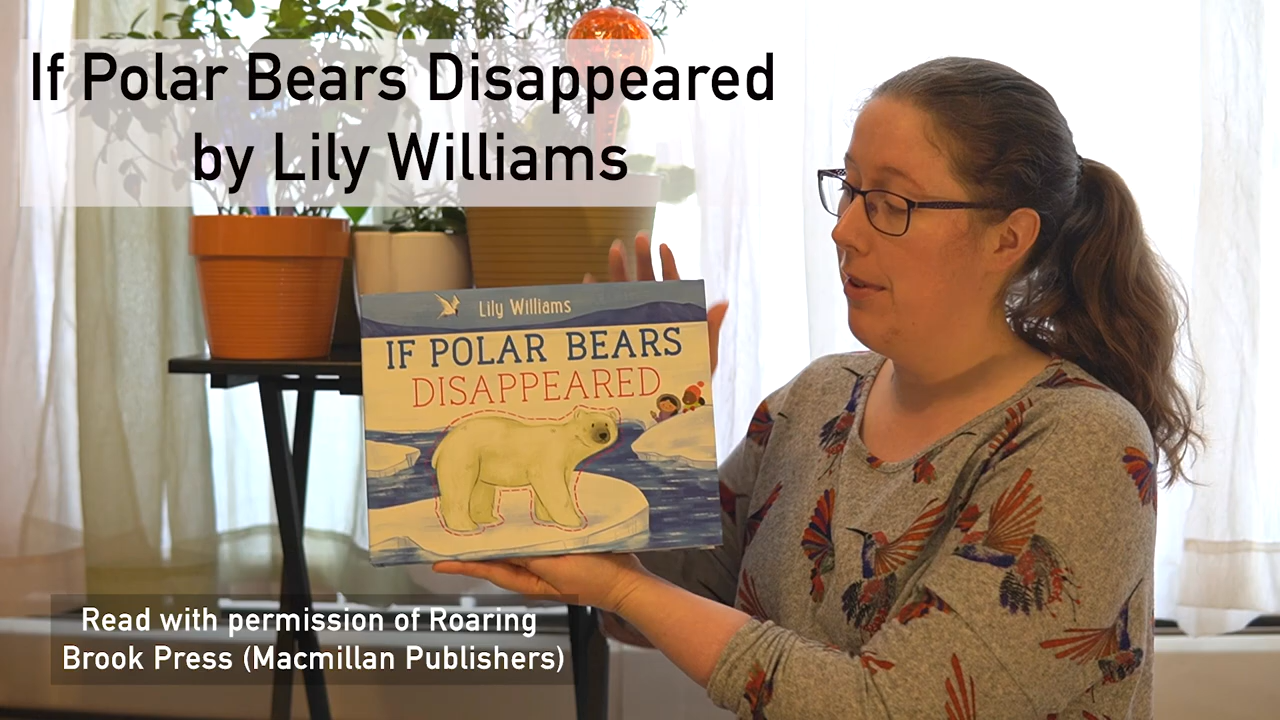 If Polar Bears Disappeared
by Lily Williams
Lily Williams
IF POLAR BEARS
DISAPPEARED
Read with permission of Roaring
Brook Press (Macmillan Publishers)